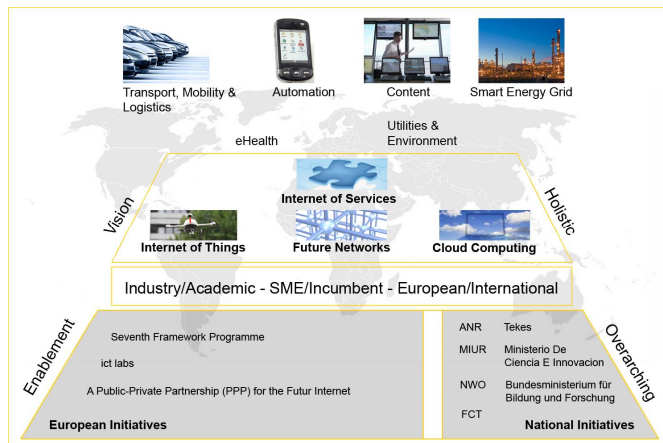 Transport, Mobility &
Logistics
Automation
Content
Smart Energy Grid
eHealth
Utilities &
Environment
Vision
Holistic
Internet of Services
Internet of Things
Future Networks
Cloud Computing
Industry/Academic - SME/Incumbent - European/International
Enablement
Overarching
Seventh Framework Programme
ict labs
A Public-Private Partnership (PPP) for the Futur Internet
European Initiatives
ANR Tekes
MIUR Ministerio De
Ciencia E Innovacion
NWO Bundesministerium für
Bildung und Forschung
FCT
National Initiatives